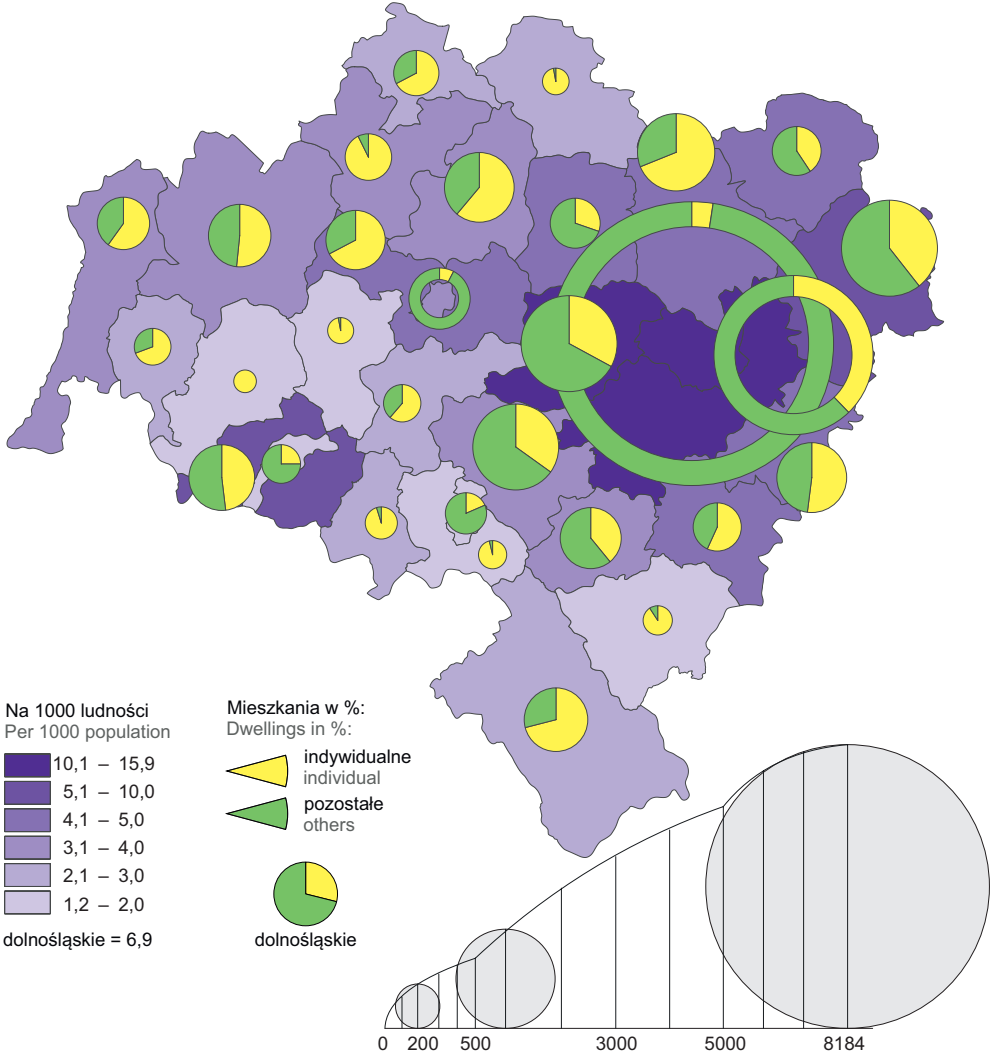 Na 1000 ludności
Per 1000 population
10,1 – 15,9
5,1 – 10,0
4,1 – 5,0
3,1 – 4,0
2,1 – 3,0
1,2 – 2,0
dolnośląskie = 6,9
Mieszkania w %:
Dwellings in %:
indywidualne
individual
pozostałe
others
dolnośląskie
0 200 500 3000 5000 8184